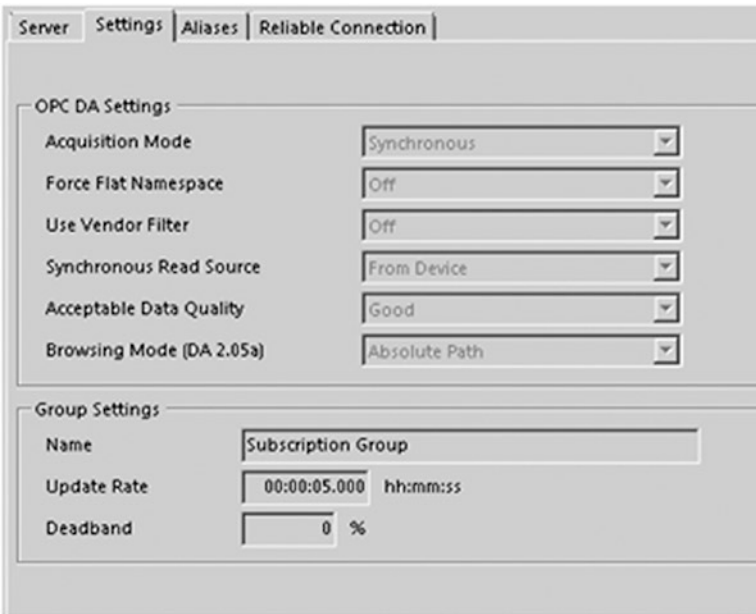 Server Settings Aliases Reliable Connection
OPC DA Settings
Acquisition Mode Synchronous
Force Flat Namespace Off
Use Vendor Filter Off
Synchronous Read Source From Device
Acceptable Data Quality Good
Browsing Mode (DA 2.05a) Absolute Path
Group Settings
Name Subscription Group
Update Rate 00:00:05.000 hh:mm:ss
Deadband 0 %